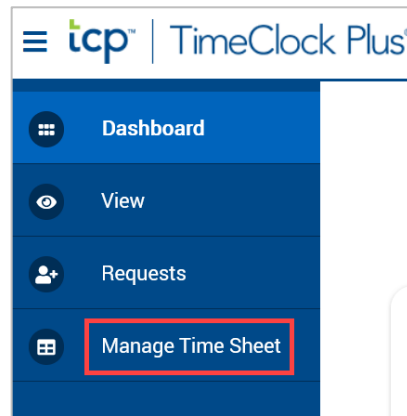 tcp™ | TimeClock Plus®
Dashboard
View
Requests
Manage Time Sheet